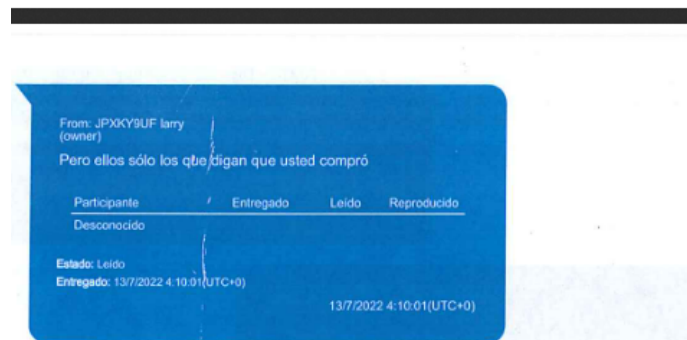 From: JPXKY9UF larry
(owner)
Pero ellos sólo los que digan que usted compró
Participante Entregado Leído Reproducido
Desconocido
Estado: Leído
Entregado: 13/7/2022 4:10:01(UTC+0)
13/7/2022 4:10:01(UTC+0)